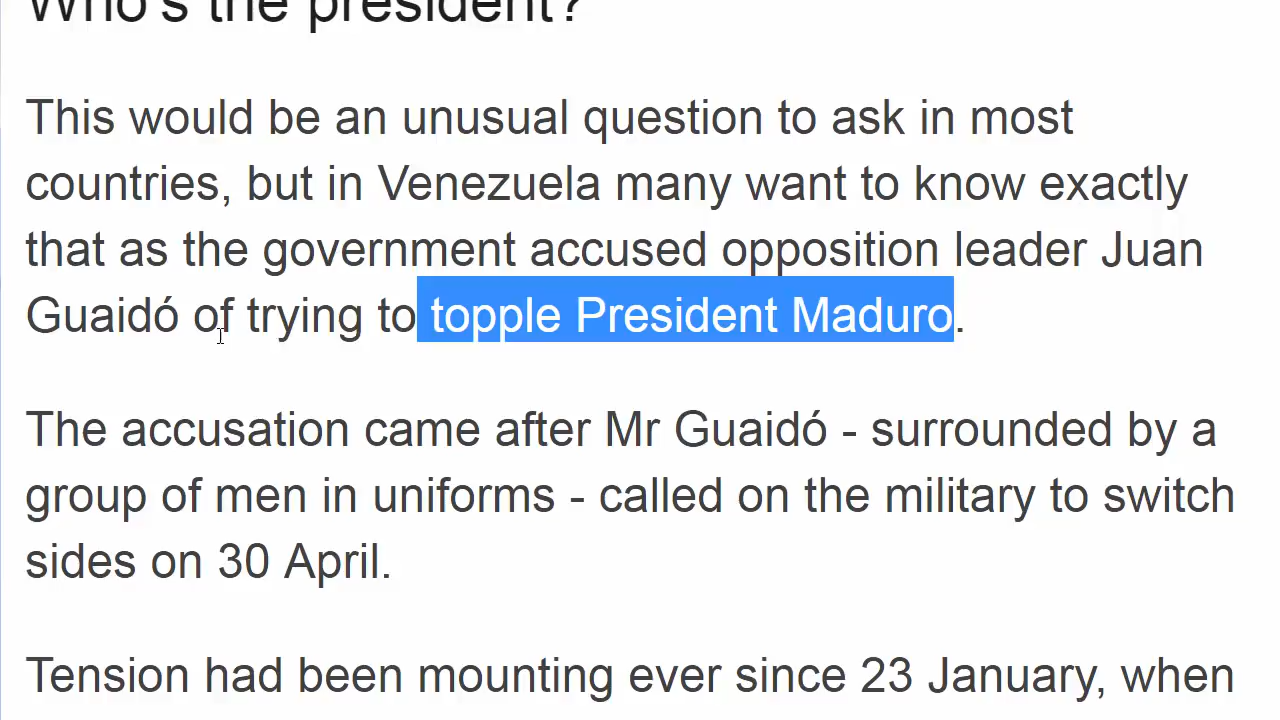 Who's the president?
This would be an unusual question to ask in most
countries, but in Venezuela many want to know exactly
that as the government accused opposition leader Juan
Guaidó of trying to topple President Maduro.
The accusation came after Mr Guaidó - surrounded by a
group of men in uniforms - called on the military to switch
sides on 30 April.
Tension had been mounting ever since 23 January, when